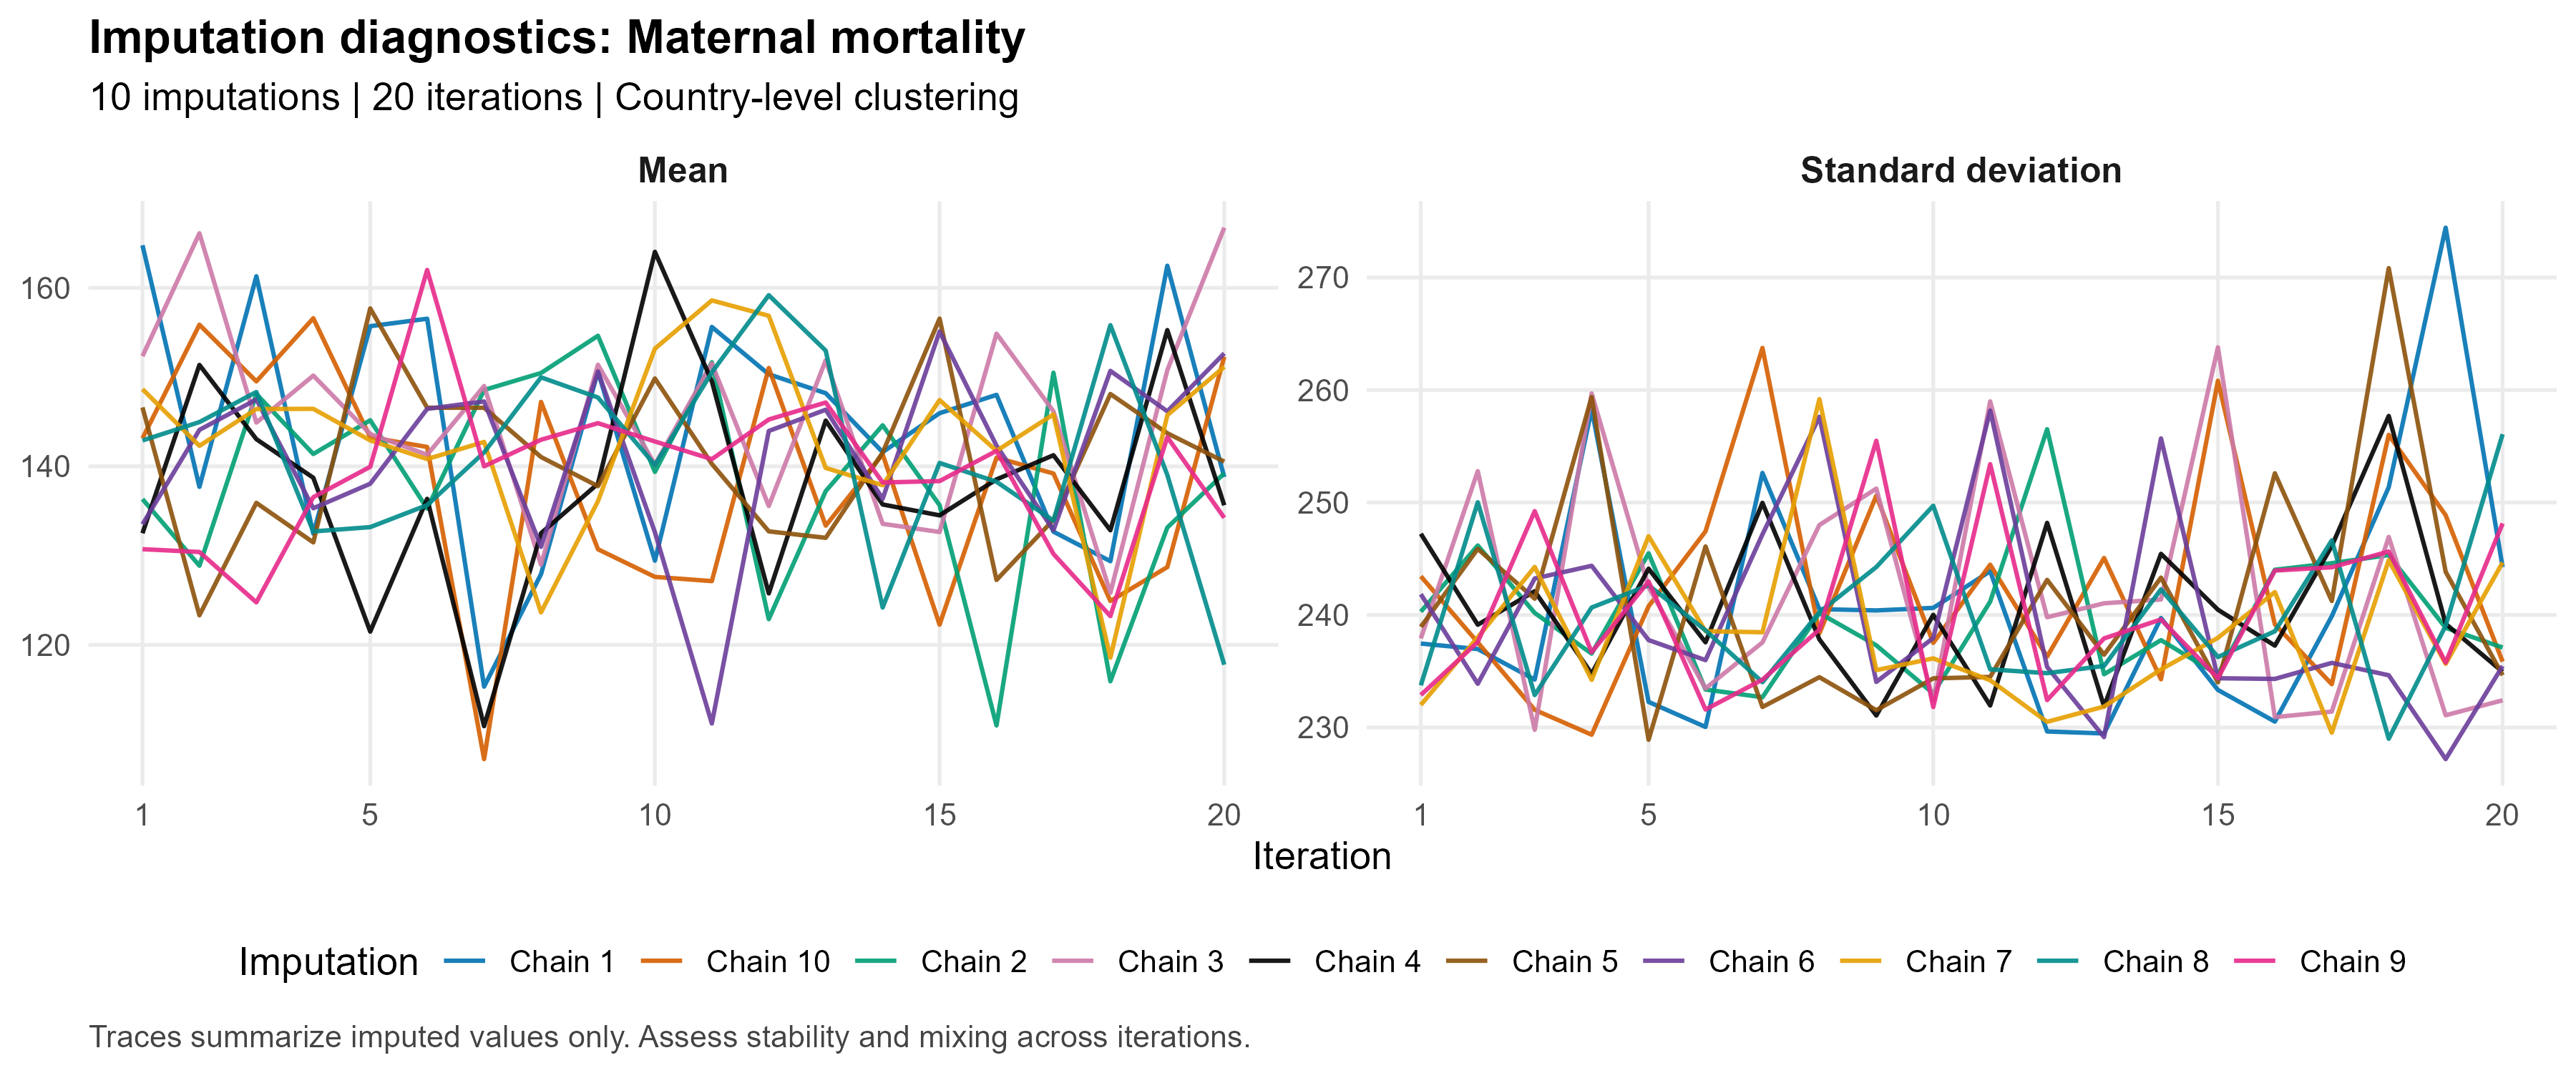 Imputation diagnostics: Maternal mortality
10 imputations | 20 iterations | Country-level clustering
Mean
Standard deviation
160
140
120
270
260
250
240
230
1 5 10 15 20
1 5 10 15 20
Iteration
Imputation Chain 1 Chain 10 Chain 2 Chain 3 Chain 4 Chain 5 Chain 6 Chain 7 Chain 8 Chain 9
Traces summarize imputed values only. Assess stability and mixing across iterations.